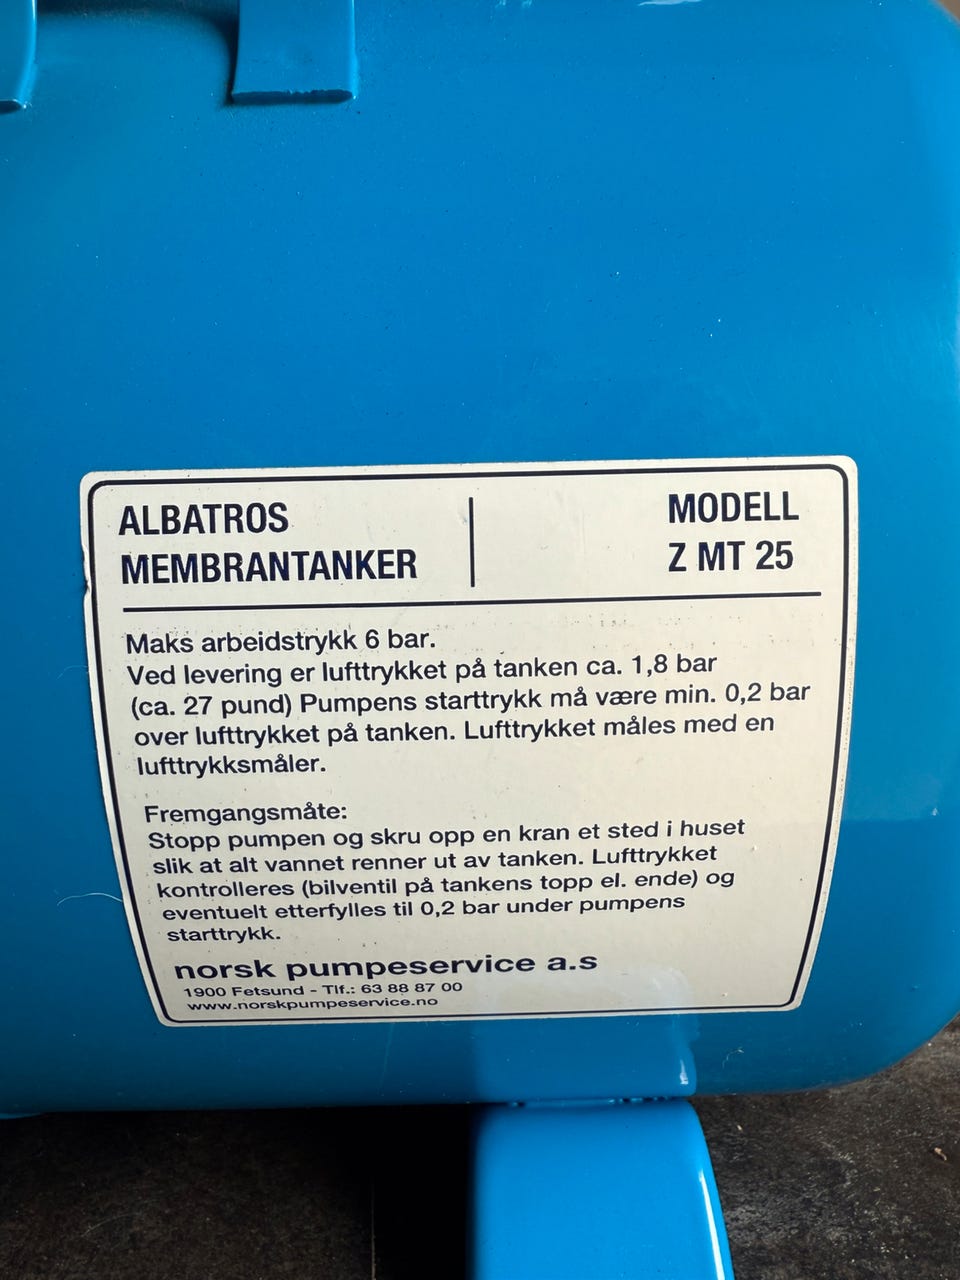 ALBATROS
MEMBRANTANKER
MODELL
Z MT 25
Maks arbeidstrykk 6 bar.
Ved levering er lufttrykket på tanken ca. 1,8 bar
(ca. 27 pund) Pumpens starttrykk må være min. 0,2 bar
over lufttrykket på tanken. Lufttrykket måles med en
lufttrykksmåler.
Fremgangsmåte:
Stopp pumpen og skru opp en kran et sted i huset
slik at alt vannet renner ut av tanken. Lufttrykket
kontrolleres (bilventil på tankens topp el. ende) og
eventuelt etterfylles til 0,2 bar under pumpens
starttrykk.
norsk pumpeservice a.s
1900 Fetsund - Tlf.: 63 88 87 00
www.norskpumpeservice.no